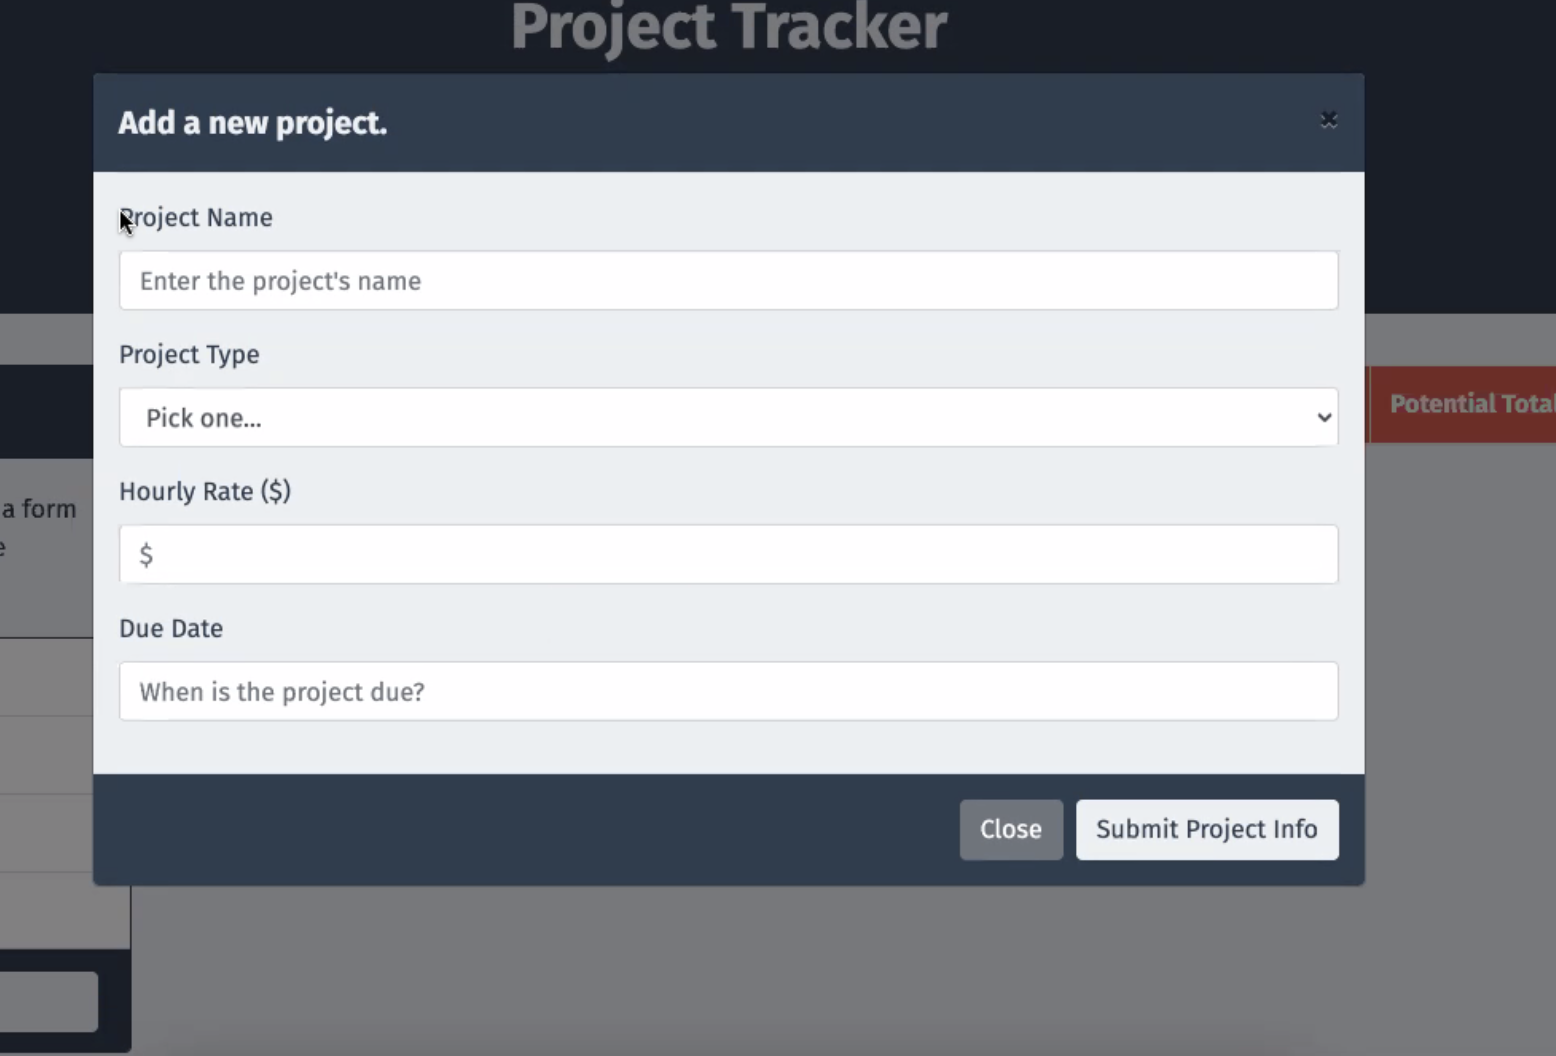 Project Tracker
Add a new project.
×
Project Name
Enter the project's name
Project Type
Pick one...
Potential Total
Hourly Rate ($)
a form
e
$
Due Date
When is the project due?
Close
Submit Project Info